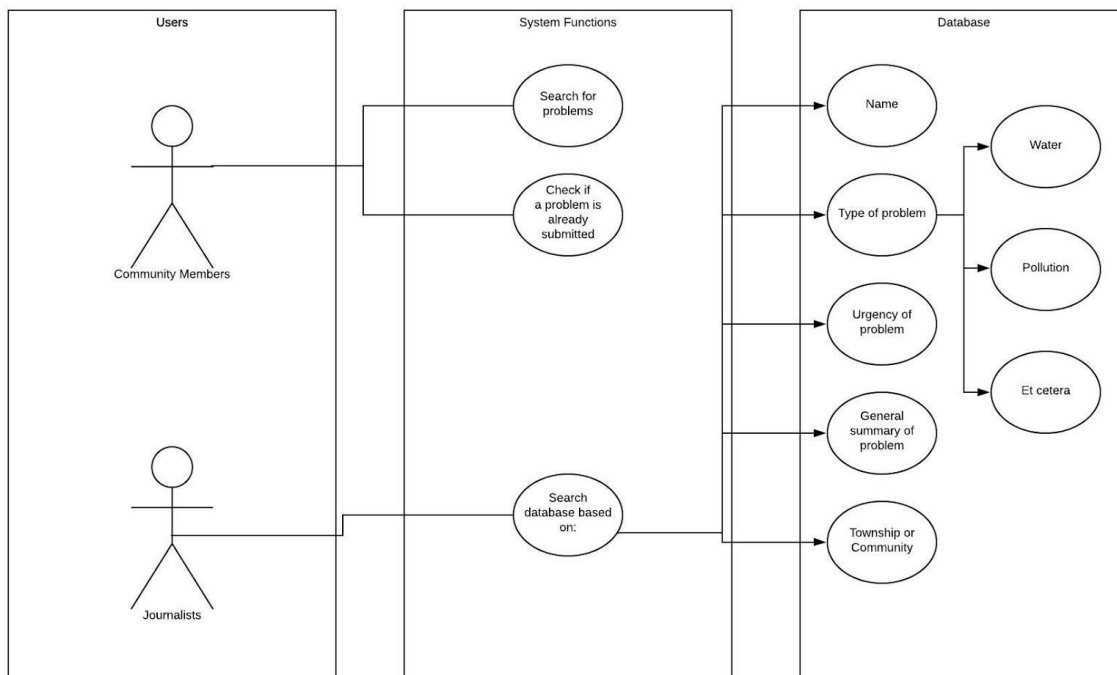 Users
System Functions
Database
Search for
problems
Name
Water
Check if
a problem is
already
submitted
Type of problem
Community Members
Pollution
Urgency of
problem
Et cetera
General
summary of
problem
Search
database based
on:
Township or
Community
Journalists